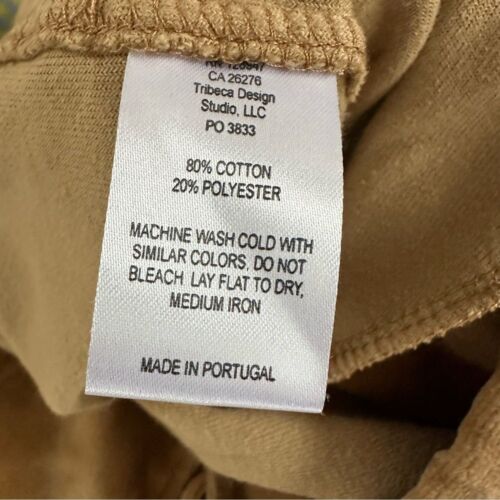 CA 26276
Tribeca Design
Studio, LLC
PO 3833
80% COTTON
20% POLYESTER
MACHINE WASH COLD WITH
SIMILAR COLORS. DO NOT
BLEACH. LAY FLAT TO DRY,
MEDIUM IRON
MADE IN PORTUGAL